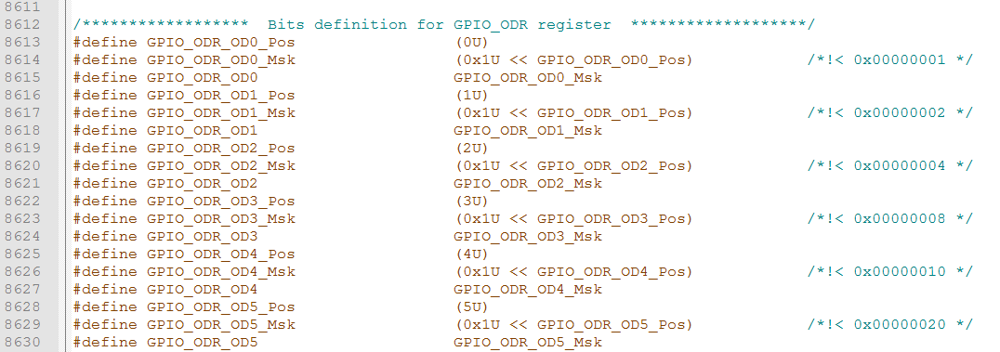 8611
8612 /****************** Bits definition for GPIO_ODR register *******************/
8613 #define GPIO_ODR_OD0_Pos (0U)
8614 #define GPIO_ODR_OD0_Msk (0x1U << GPIO_ODR_OD0_Pos) /*!< 0x00000001 */
8615 #define GPIO_ODR_OD0 GPIO_ODR_OD0_Msk
8616 #define GPIO_ODR_OD1_Pos (1U)
8617 #define GPIO_ODR_OD1_Msk (0x1U << GPIO_ODR_OD1_Pos) /*!< 0x00000002 */
8618 #define GPIO_ODR_OD1 GPIO_ODR_OD1_Msk
8619 #define GPIO_ODR_OD2_Pos (2U)
8620 #define GPIO_ODR_OD2_Msk (0x1U << GPIO_ODR_OD2_Pos) /*!< 0x00000004 */
8621 #define GPIO_ODR_OD2 GPIO_ODR_OD2_Msk
8622 #define GPIO_ODR_OD3_Pos (3U)
8623 #define GPIO_ODR_OD3_Msk (0x1U << GPIO_ODR_OD3_Pos) /*!< 0x00000008 */
8624 #define GPIO_ODR_OD3 GPIO_ODR_OD3_Msk
8625 #define GPIO_ODR_OD4_Pos (4U)
8626 #define GPIO_ODR_OD4_Msk (0x1U << GPIO_ODR_OD4_Pos) /*!< 0x00000010 */
8627 #define GPIO_ODR_OD4 GPIO_ODR_OD4_Msk
8628 #define GPIO_ODR_OD5_Pos (5U)
8629 #define GPIO_ODR_OD5_Msk (0x1U << GPIO_ODR_OD5_Pos) /*!< 0x00000020 */
8630 #define GPIO_ODR_OD5 GPIO_ODR_OD5_Msk